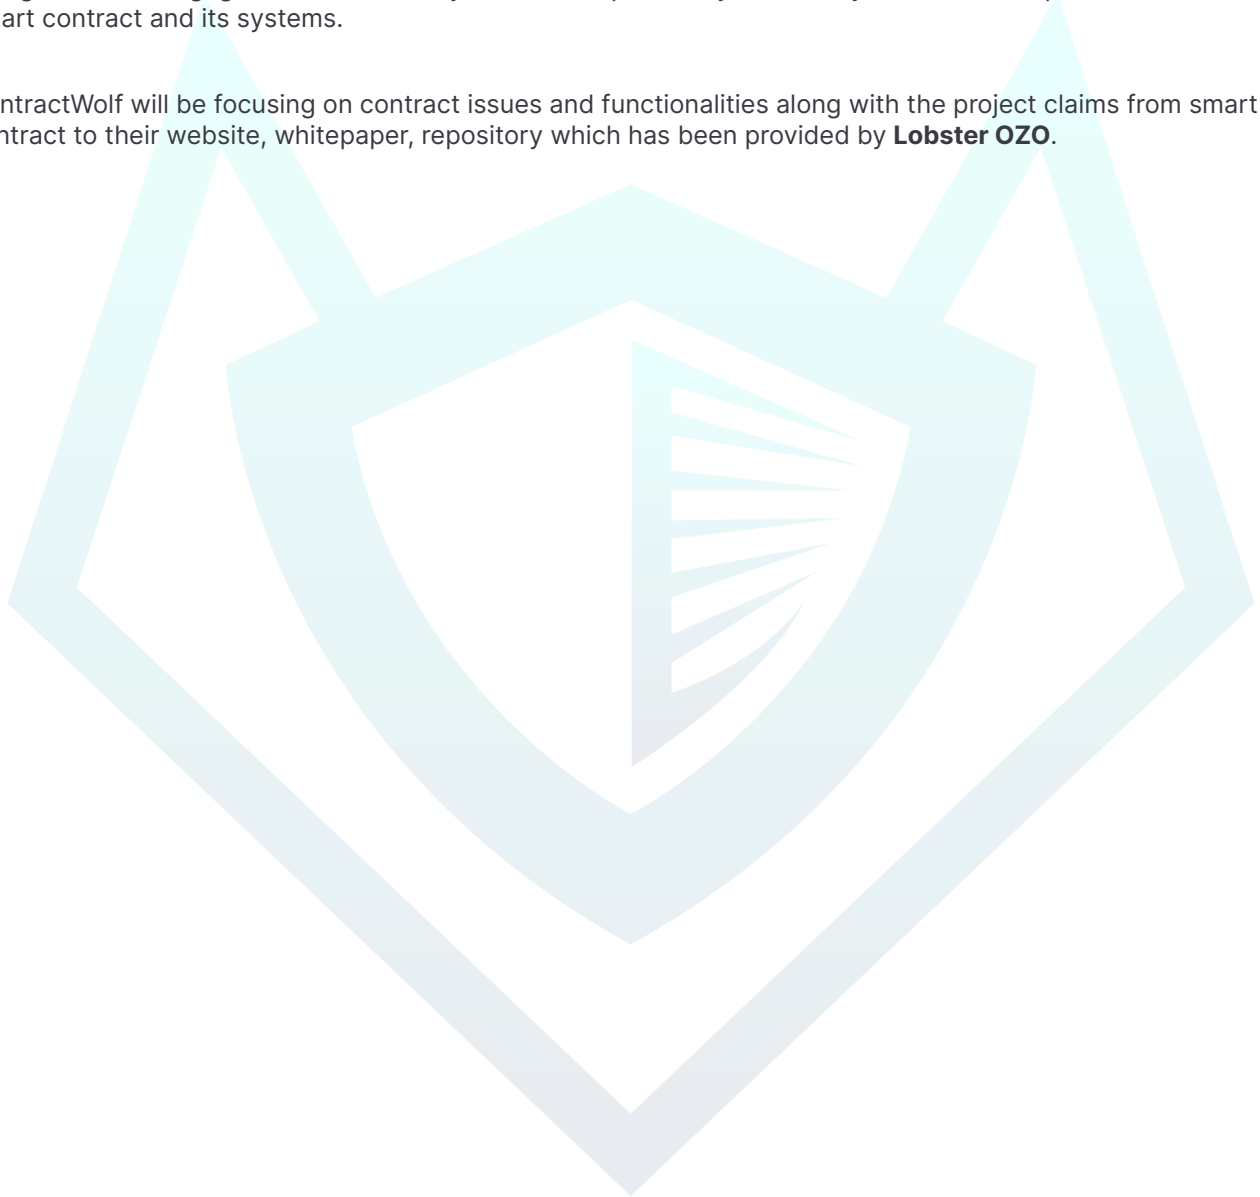 art contract and its systems.
ntractWolf will be focusing on contract issues and functionalities along with the project claims from smart
ntract to their website, whitepaper, repository which has been provided by Lobster OZO.